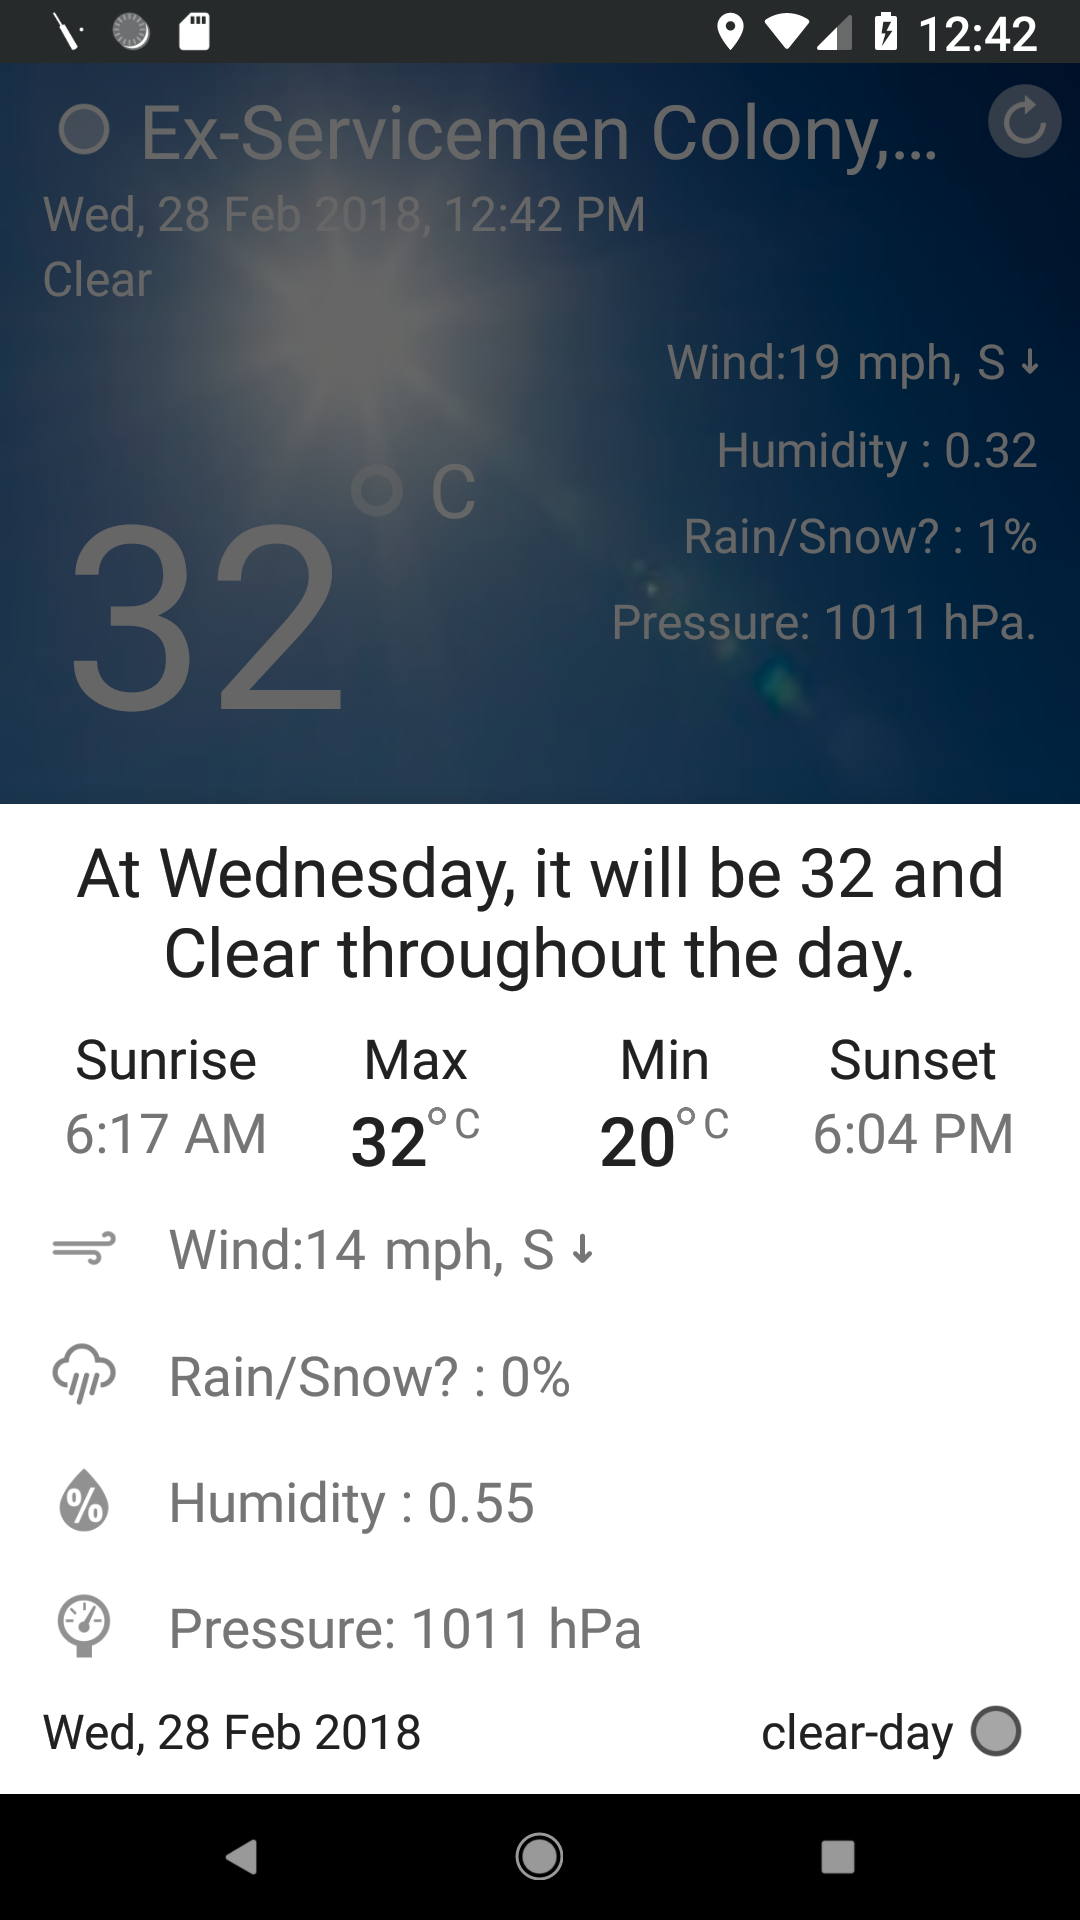 12:42
Ex-Servicemen Colony,...
Wed, 28 Feb 2018, 12:42 PM
Clear
Wind:19 mph, S ↓
Humidity : 0.32
Rain/Snow? : 1%
Pressure: 1011 hPa.
32° C
At Wednesday, it will be 32 and
Clear throughout the day.
Sunrise Max Min Sunset
6:17 AM 32° C 20° C 6:04 PM
Wind:14 mph, S ↓
Rain/Snow? : 0%
% Humidity : 0.55
Pressure: 1011 hPa
Wed, 28 Feb 2018 clear-day